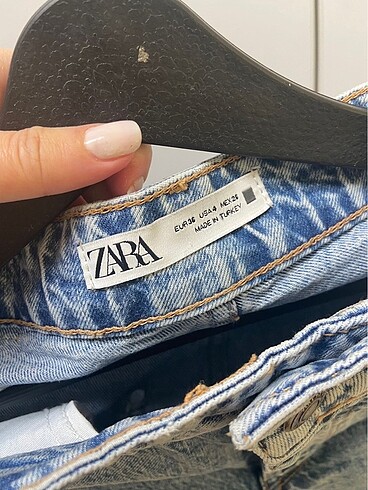 ZARA
EUR 36 USA 4 MEX 26
MADE IN TURKEY